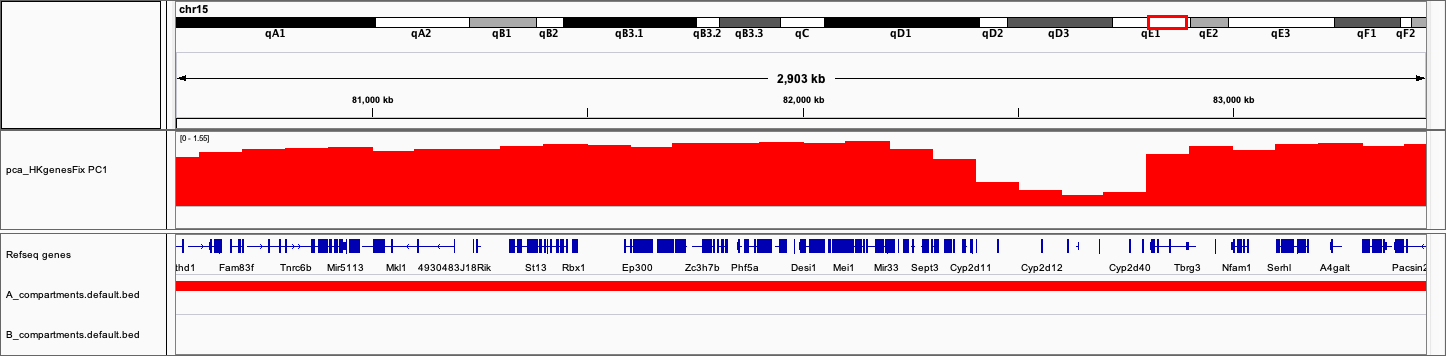 chr15
qA1 qA2 qB1 qB2 qB3.1 qB3.2 qB3.3 qC qD1 qD2 qD3 qE1 qE2 qE3 qF1 qF2
2,903 kb
81,000 kb 82,000 kb 83,000 kb
[0 - 1.55]
pca_HKgenesFix PC1
Refseq genes
thd1 Fam83f Tnrc6b Mir5113 Mkl1 4930483J18Rik St13 Rbx1 Ep300 Zc3h7b Phf5a Desi1 Mei1 Mir33 Sept3 Cyp2d11 Cyp2d12 Cyp2d40 Tbrg3 Nfam1 Serhl A4galt Pacsin2
A_compartments.default.bed
B_compartments.default.bed